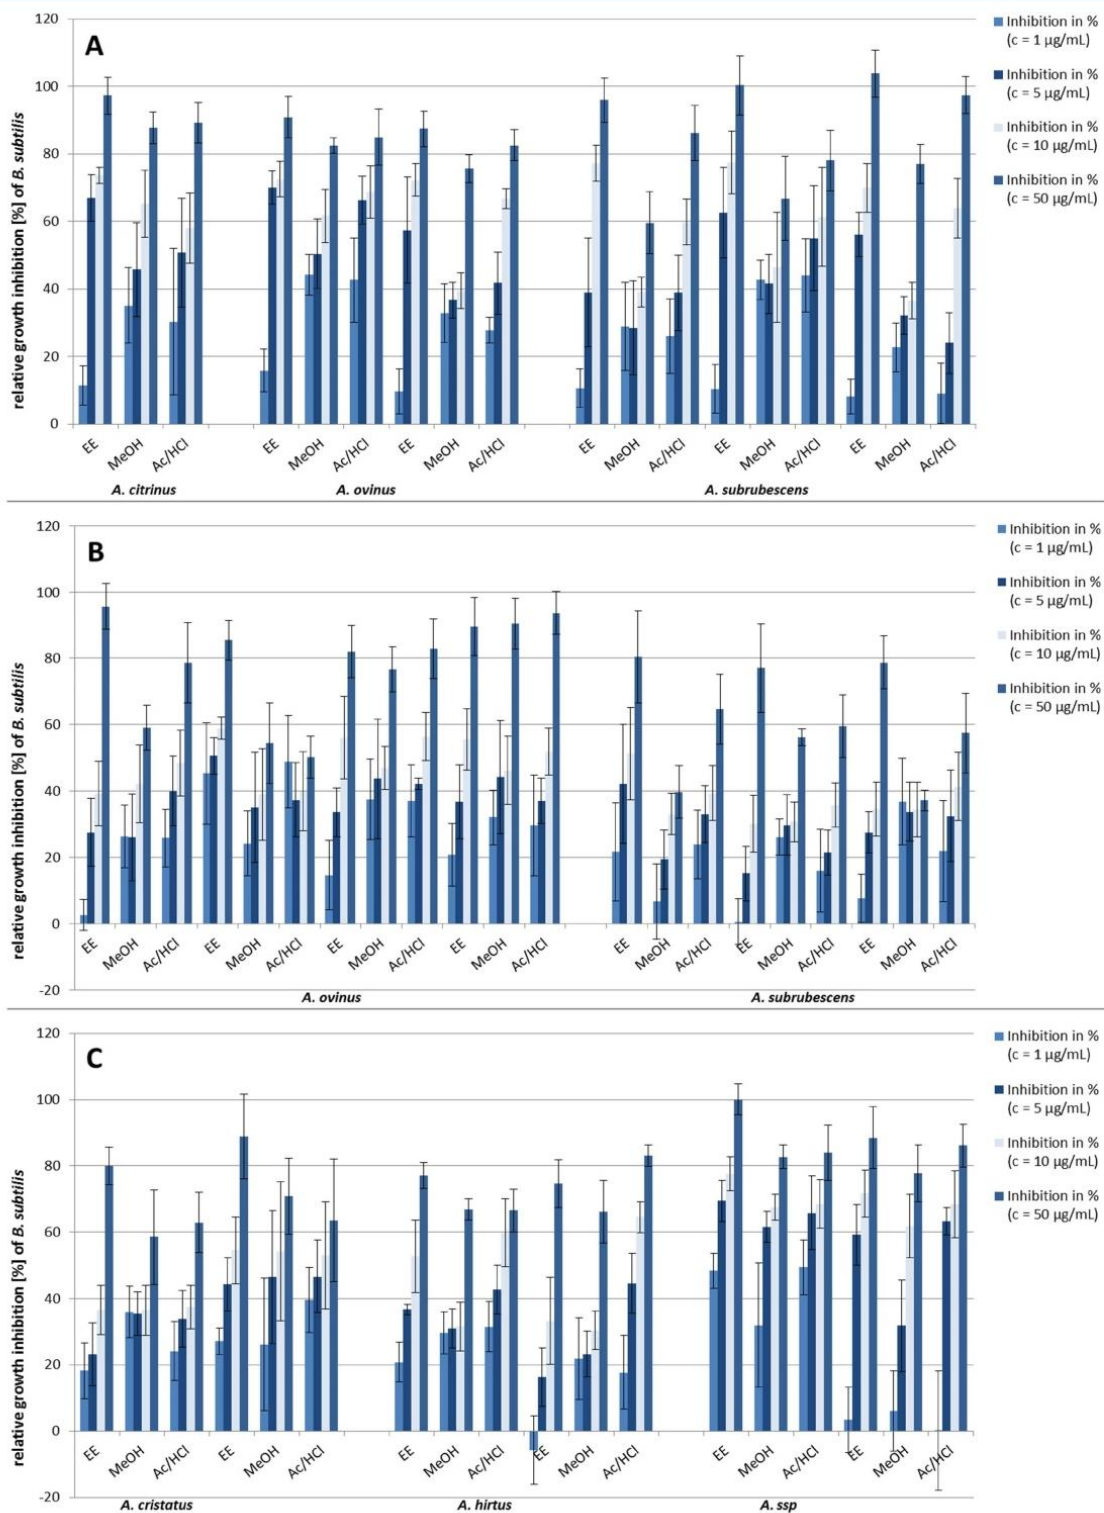 A
relative growth inhibition [%] of B. subtilis
120
100
80
60
40
20
0
EE MeOH Ac/HCl EE MeOH Ac/HCl EE MeOH Ac/HCl EE MeOH Ac/HCl EE MeOH Ac/HCl EE MeOH Ac/HCl
A. citrinus A. ovinus A. subrubescens
Inhibition in %
(c = 1 µg/mL)
Inhibition in %
(c = 5 µg/mL)
Inhibition in %
(c = 10 µg/mL)
Inhibition in %
(c = 50 µg/mL)
B
relative growth inhibition [%] of B. subtilis
120
100
80
60
40
20
0
-20
EE MeOH Ac/HCl EE MeOH Ac/HCl EE MeOH Ac/HCl EE MeOH Ac/HCl EE MeOH Ac/HCl EE MeOH Ac/HCl EE MeOH Ac/HCl
A. ovinus A. subrubescens
Inhibition in %
(c = 1 µg/mL)
Inhibition in %
(c = 5 µg/mL)
Inhibition in %
(c = 10 µg/mL)
Inhibition in %
(c = 50 µg/mL)
C
relative growth inhibition [%] of B. subtilis
120
100
80
60
40
20
0
-20
EE MeOH Ac/HCl EE MeOH Ac/HCl EE MeOH Ac/HCl EE MeOH Ac/HCl EE MeOH Ac/HCl EE MeOH Ac/HCl
A. cristatus A. hirtus A. ssp
Inhibition in %
(c = 1 µg/mL)
Inhibition in %
(c = 5 µg/mL)
Inhibition in %
(c = 10 µg/mL)
Inhibition in %
(c = 50 µg/mL)